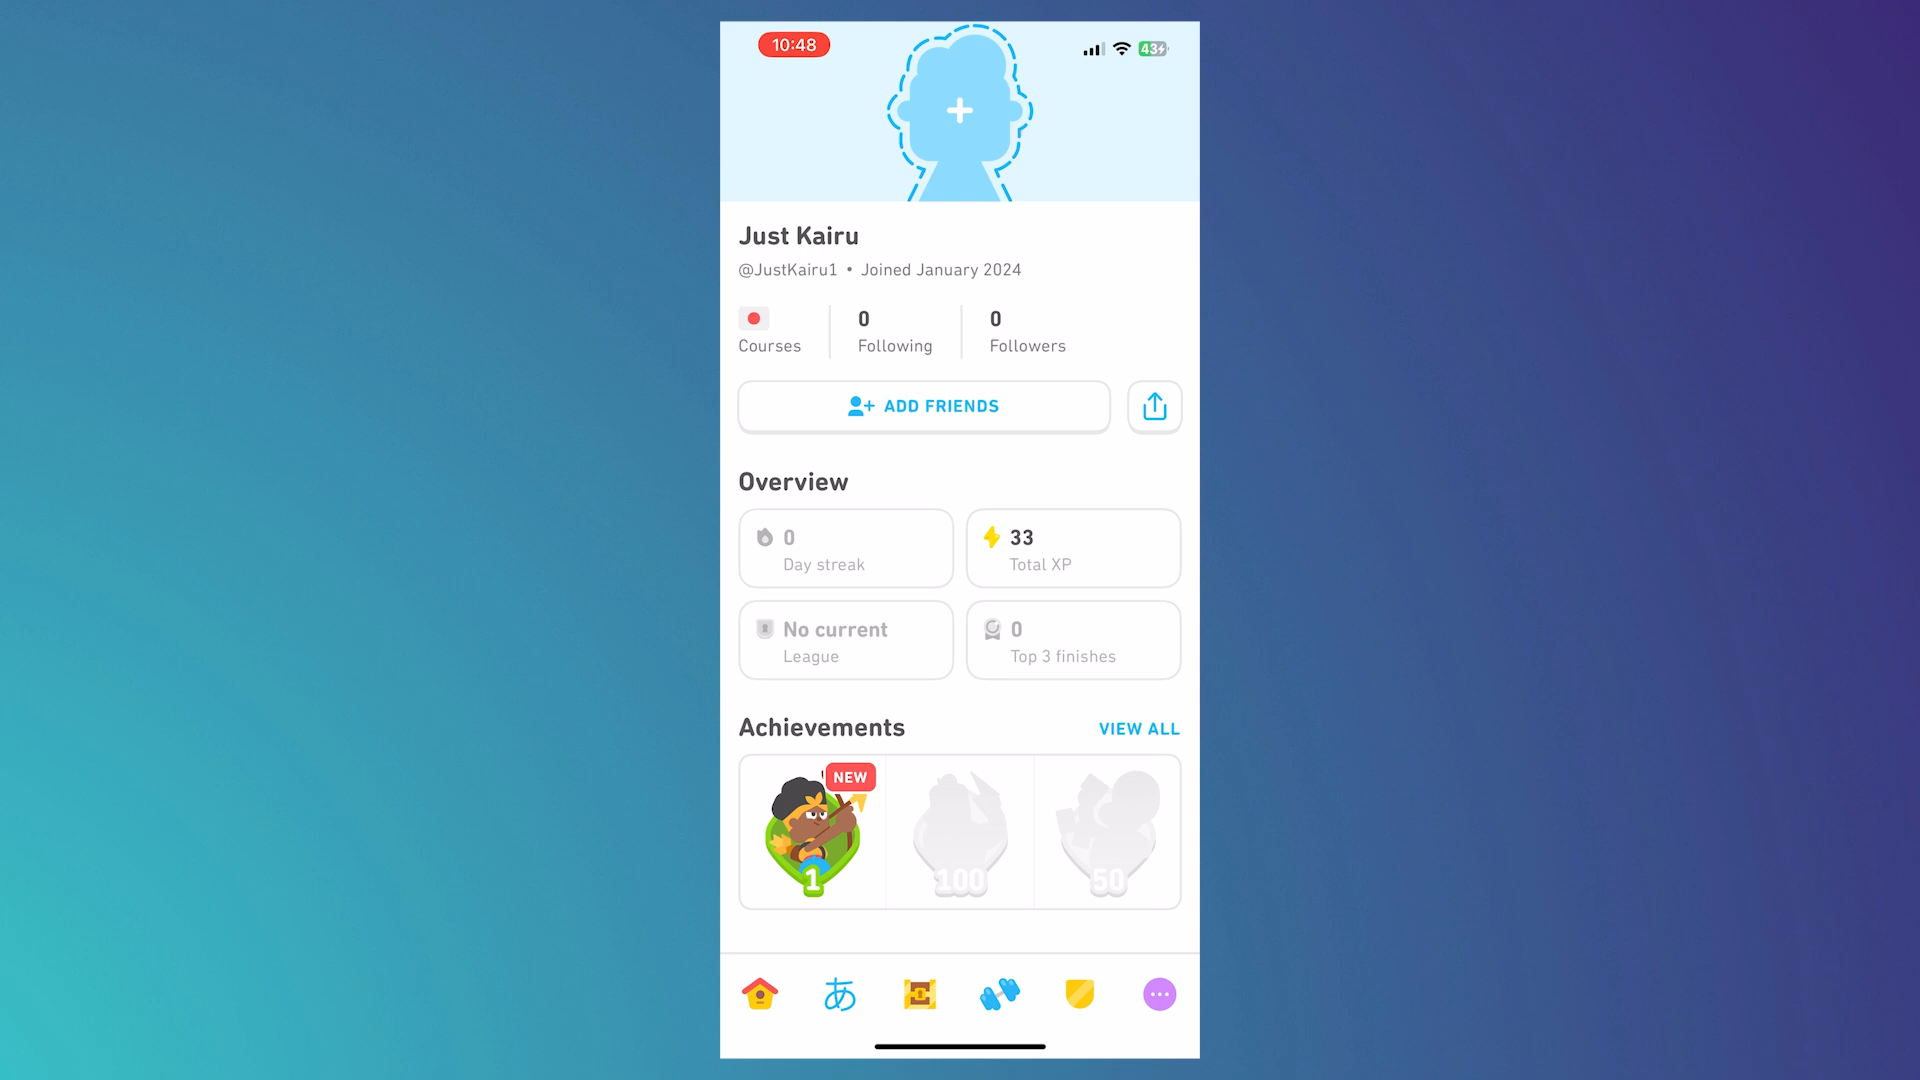 10:48
43
Just Kairu
@JustKairu1 • Joined January 2024
0
0
Courses
Following
Followers
ADD FRIENDS
Overview
0
Day streak
33
Total XP
No current
League
0
Top 3 finishes
Achievements
VIEW ALL
NEW
1
100
50
あ